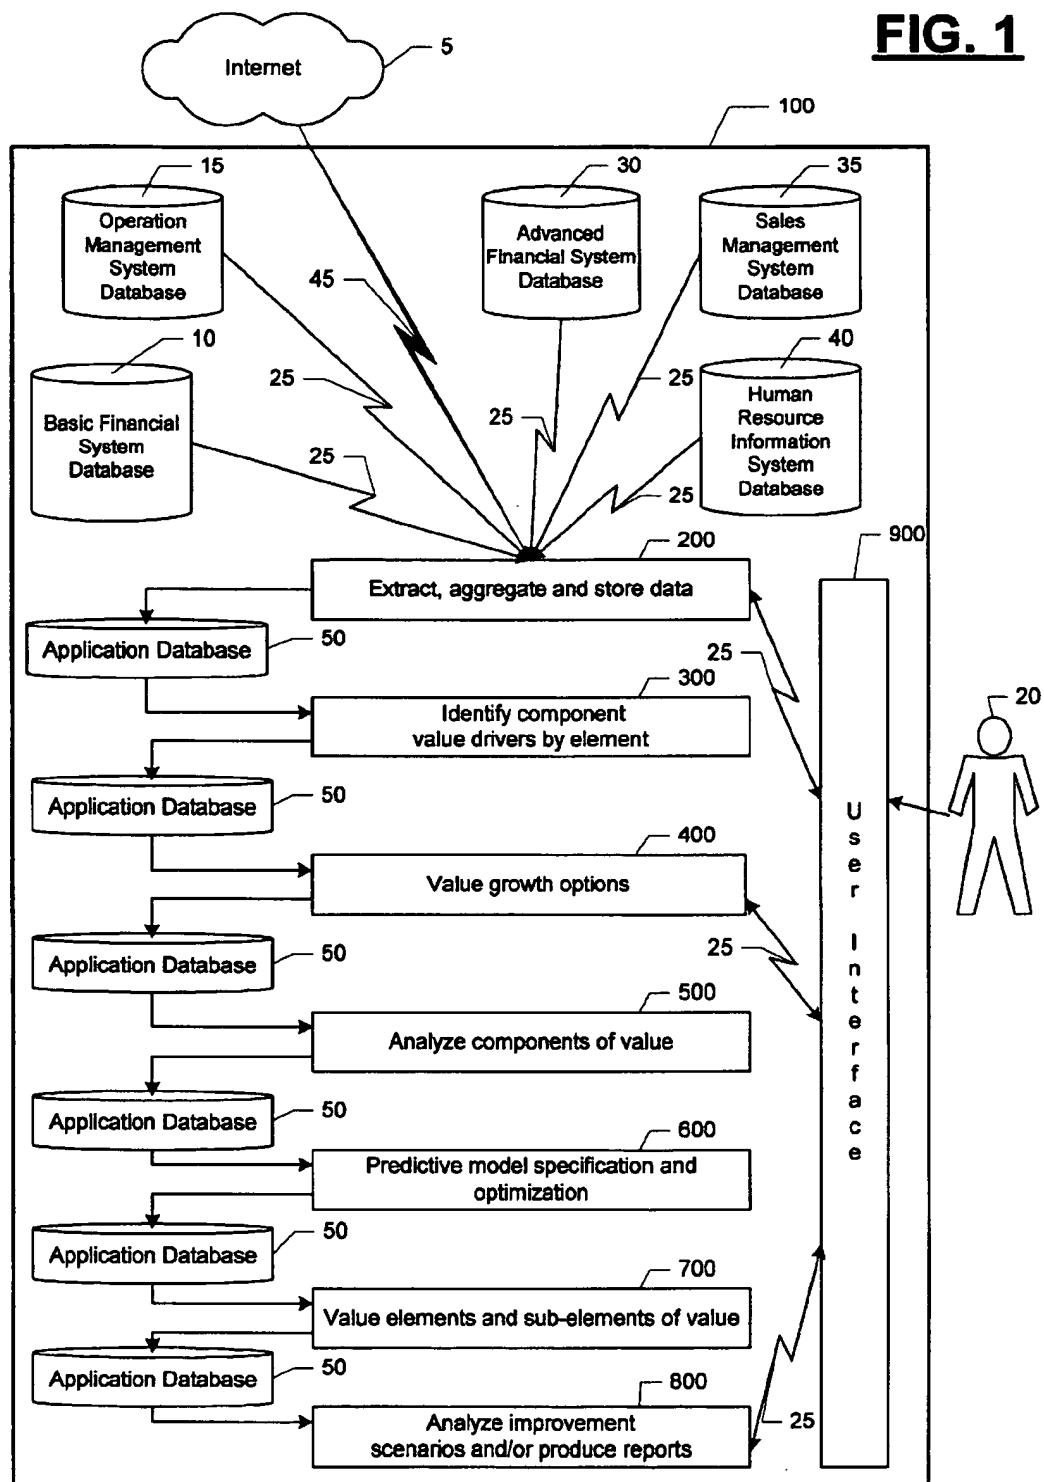 FIG. 1
Internet
5
100
15
Operation
Management
System
Database
30
Advanced
Financial System
Database
35
Sales
Management
System
Database
45
10
Basic Financial
System
Database
40
Human
Resource
Information
System
Database
25
25
25
25
25
200
Extract, aggregate and store data
900
50
Application Database
25
300
Identify component
value drivers by element
20
50
Application Database
User Interface
400
Value growth options
50
Application Database
25
500
Analyze components of value
50
Application Database
600
Predictive model specification and
optimization
50
Application Database
700
Value elements and sub-elements of value
50
Application Database
800
Analyze improvement
scenarios and/or produce reports
25